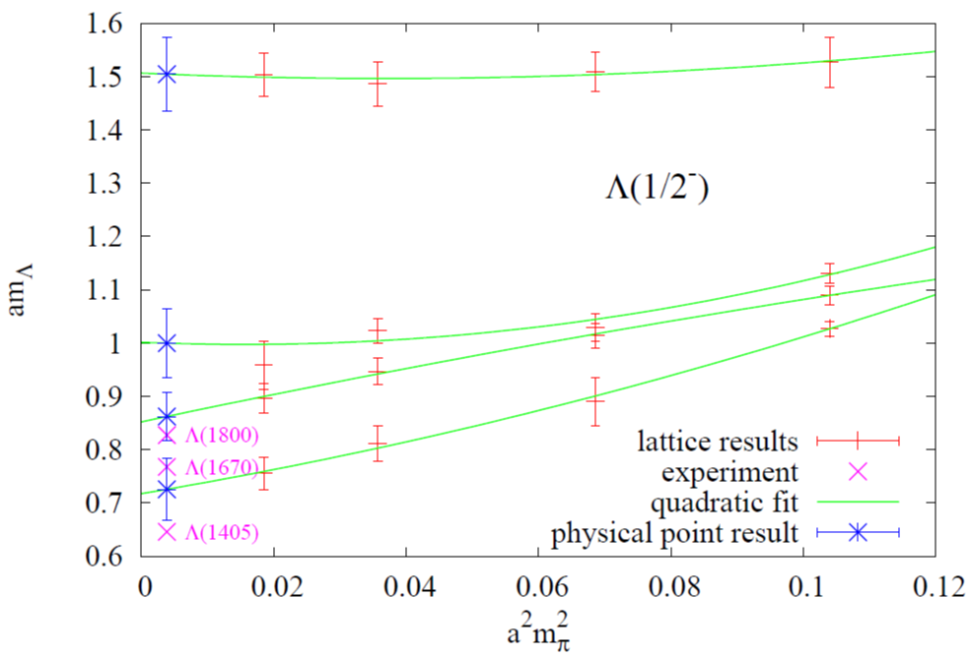 1.6
1.5
1.4
1.3
1.2
1.1
1
0.9
0.8
0.7
0.6
am_Λ
Λ(1/2⁻)
Λ(1800)
Λ(1670)
Λ(1405)
lattice results
experiment
quadratic fit
physical point result
0 0.02 0.04 0.06 0.08 0.1 0.12
a²m_π²